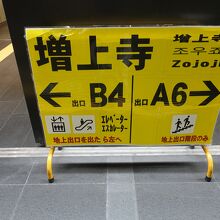 増上寺
増上寺
조우죠
Zojoji
← 出口 B4
出口 A6 →
エレベーター
エスカレーター
地上出口を出たら左へ
地上出口階段のみ